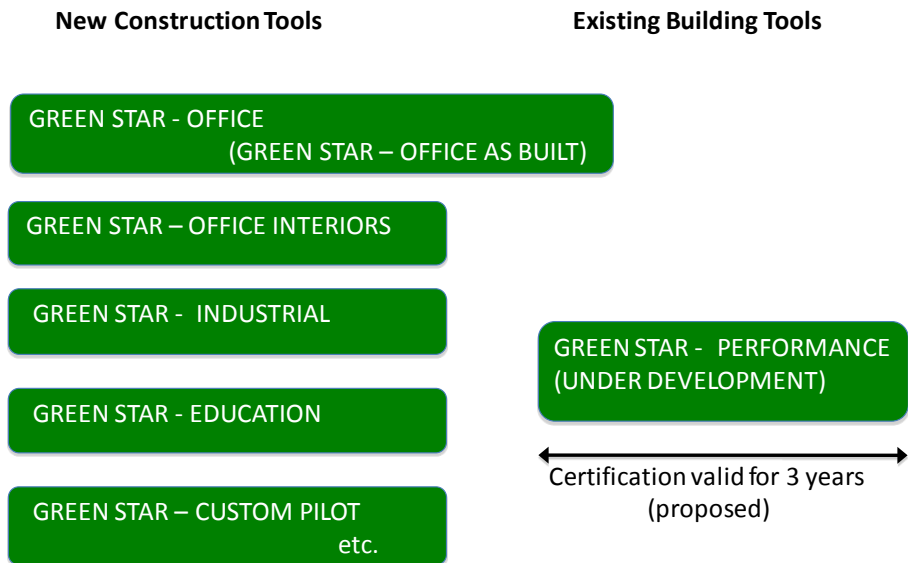 New Construction Tools
Existing Building Tools
GREEN STAR - OFFICE
(GREEN STAR – OFFICE AS BUILT)
GREEN STAR – OFFICE INTERIORS
GREEN STAR - INDUSTRIAL
GREEN STAR - EDUCATION
GREEN STAR – CUSTOM PILOT
etc.
GREEN STAR - PERFORMANCE
(UNDER DEVELOPMENT)
Certification valid for 3 years
(proposed)